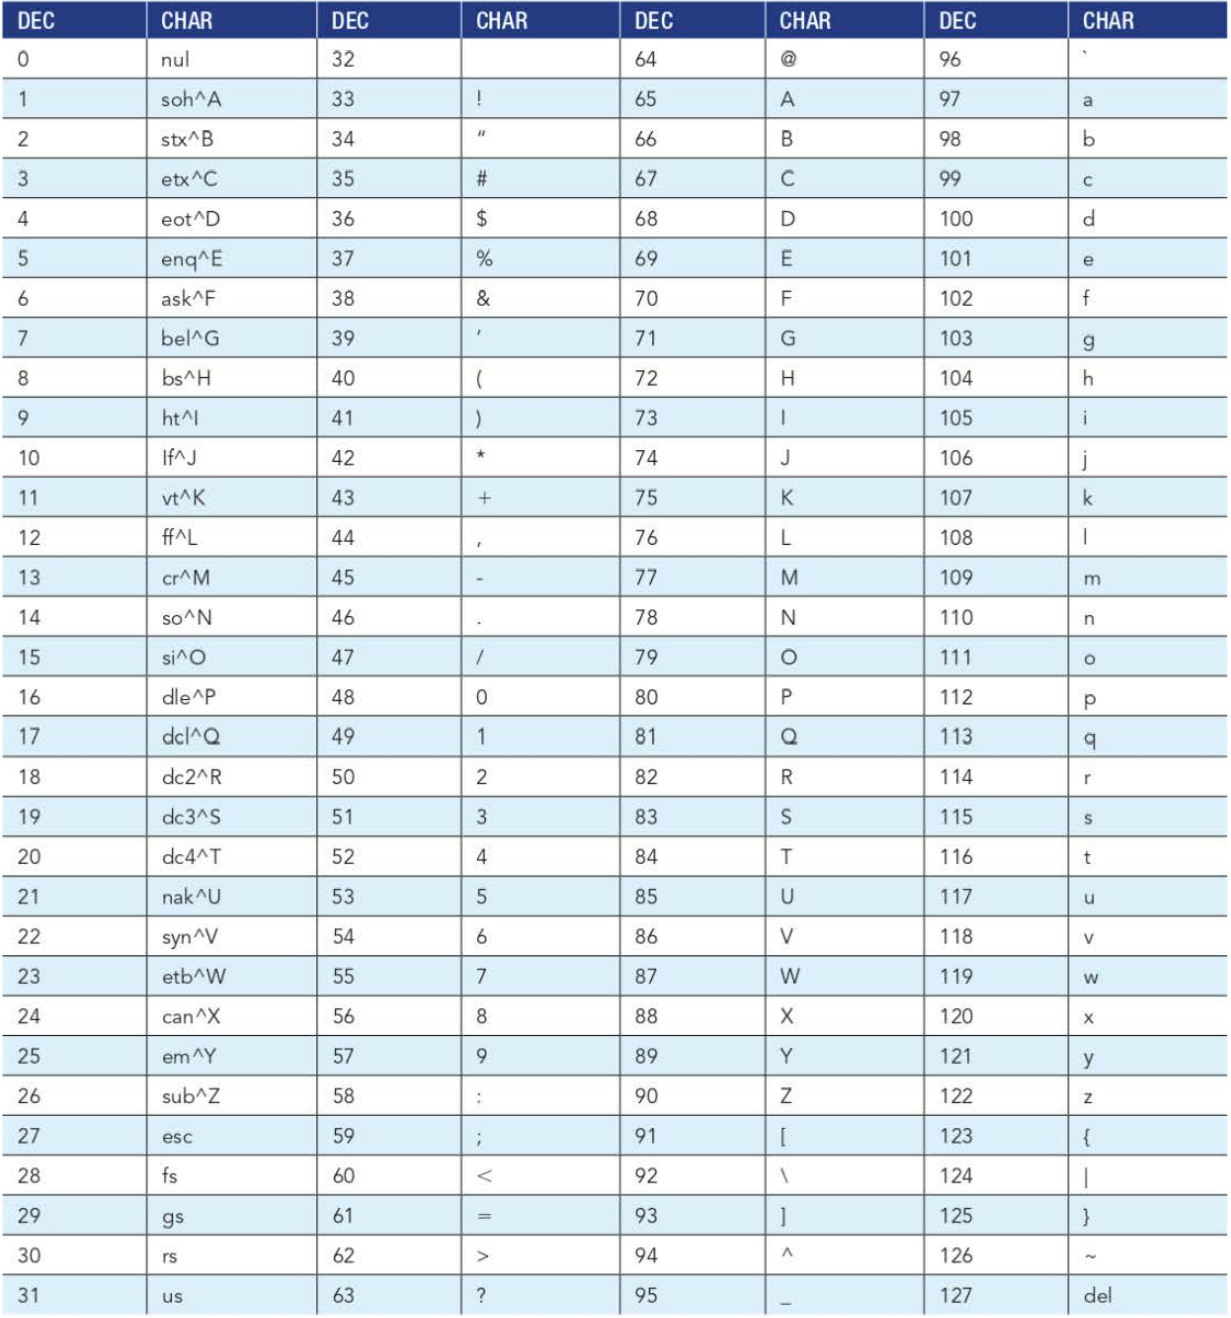 DEC CHAR DEC CHAR DEC CHAR DEC CHAR
0 nul 32 64 @ 96 `
1 soh^A 33 ! 65 A 97 a
2 stx^B 34 " 66 B 98 b
3 etx^C 35 # 67 C 99 c
4 eot^D 36 $ 68 D 100 d
5 enq^E 37 % 69 E 101 e
6 ask^F 38 & 70 F 102 f
7 bel^G 39 ' 71 G 103 g
8 bs^H 40 ( 72 H 104 h
9 ht^I 41 ) 73 I 105 i
10 lf^J 42 * 74 J 106 j
11 vt^K 43 + 75 K 107 k
12 ff^L 44 , 76 L 108 l
13 cr^M 45 - 77 M 109 m
14 so^N 46 . 78 N 110 n
15 si^O 47 / 79 O 111 o
16 dle^P 48 0 80 P 112 p
17 dcl^Q 49 1 81 Q 113 q
18 dc2^R 50 2 82 R 114 r
19 dc3^S 51 3 83 S 115 s
20 dc4^T 52 4 84 T 116 t
21 nak^U 53 5 85 U 117 u
22 syn^V 54 6 86 V 118 v
23 etb^W 55 7 87 W 119 w
24 can^X 56 8 88 X 120 x
25 em^Y 57 9 89 Y 121 y
26 sub^Z 58 : 90 Z 122 z
27 esc 59 ; 91 [ 123 {
28 fs 60 < 92 \ 124 |
29 gs 61 = 93 ] 125 }
30 rs 62 > 94 ^ 126 ~
31 us 63 ? 95 _ 127 del